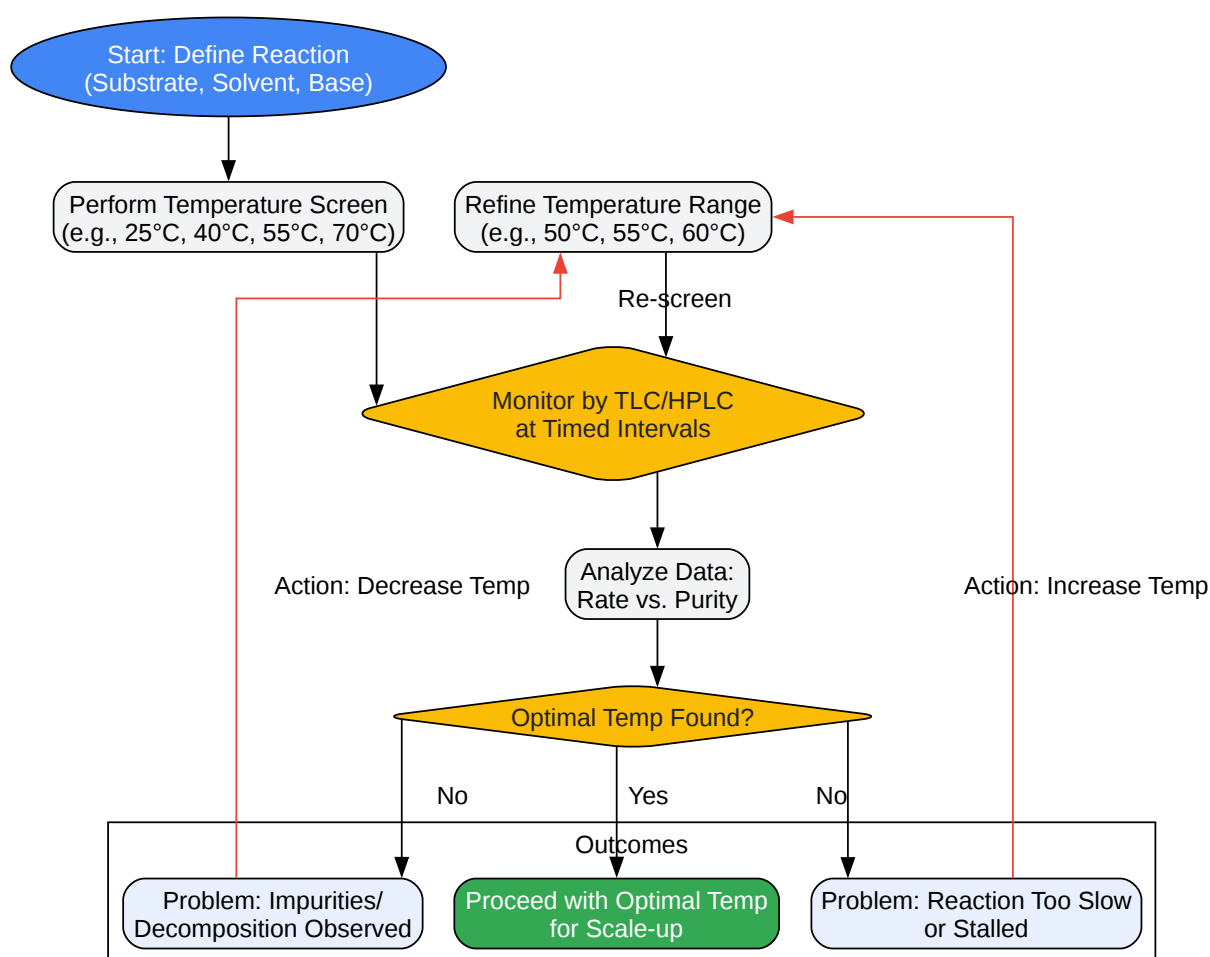 Start: Define Reaction
(Substrate, Solvent, Base)
Perform Temperature Screen
(e.g., 25°C, 40°C, 55°C, 70°C)
Refine Temperature Range
(e.g., 50°C, 55°C, 60°C)
Re-screen
Monitor by TLC/HPLC
at Timed Intervals
Action: Decrease Temp
Analyze Data:
Rate vs. Purity
Action: Increase Temp
Optimal Temp Found?
No
Yes
No
Outcomes
Problem: Impurities/
Decomposition Observed
Proceed with Optimal Temp
for Scale-up
Problem: Reaction Too Slow
or Stalled